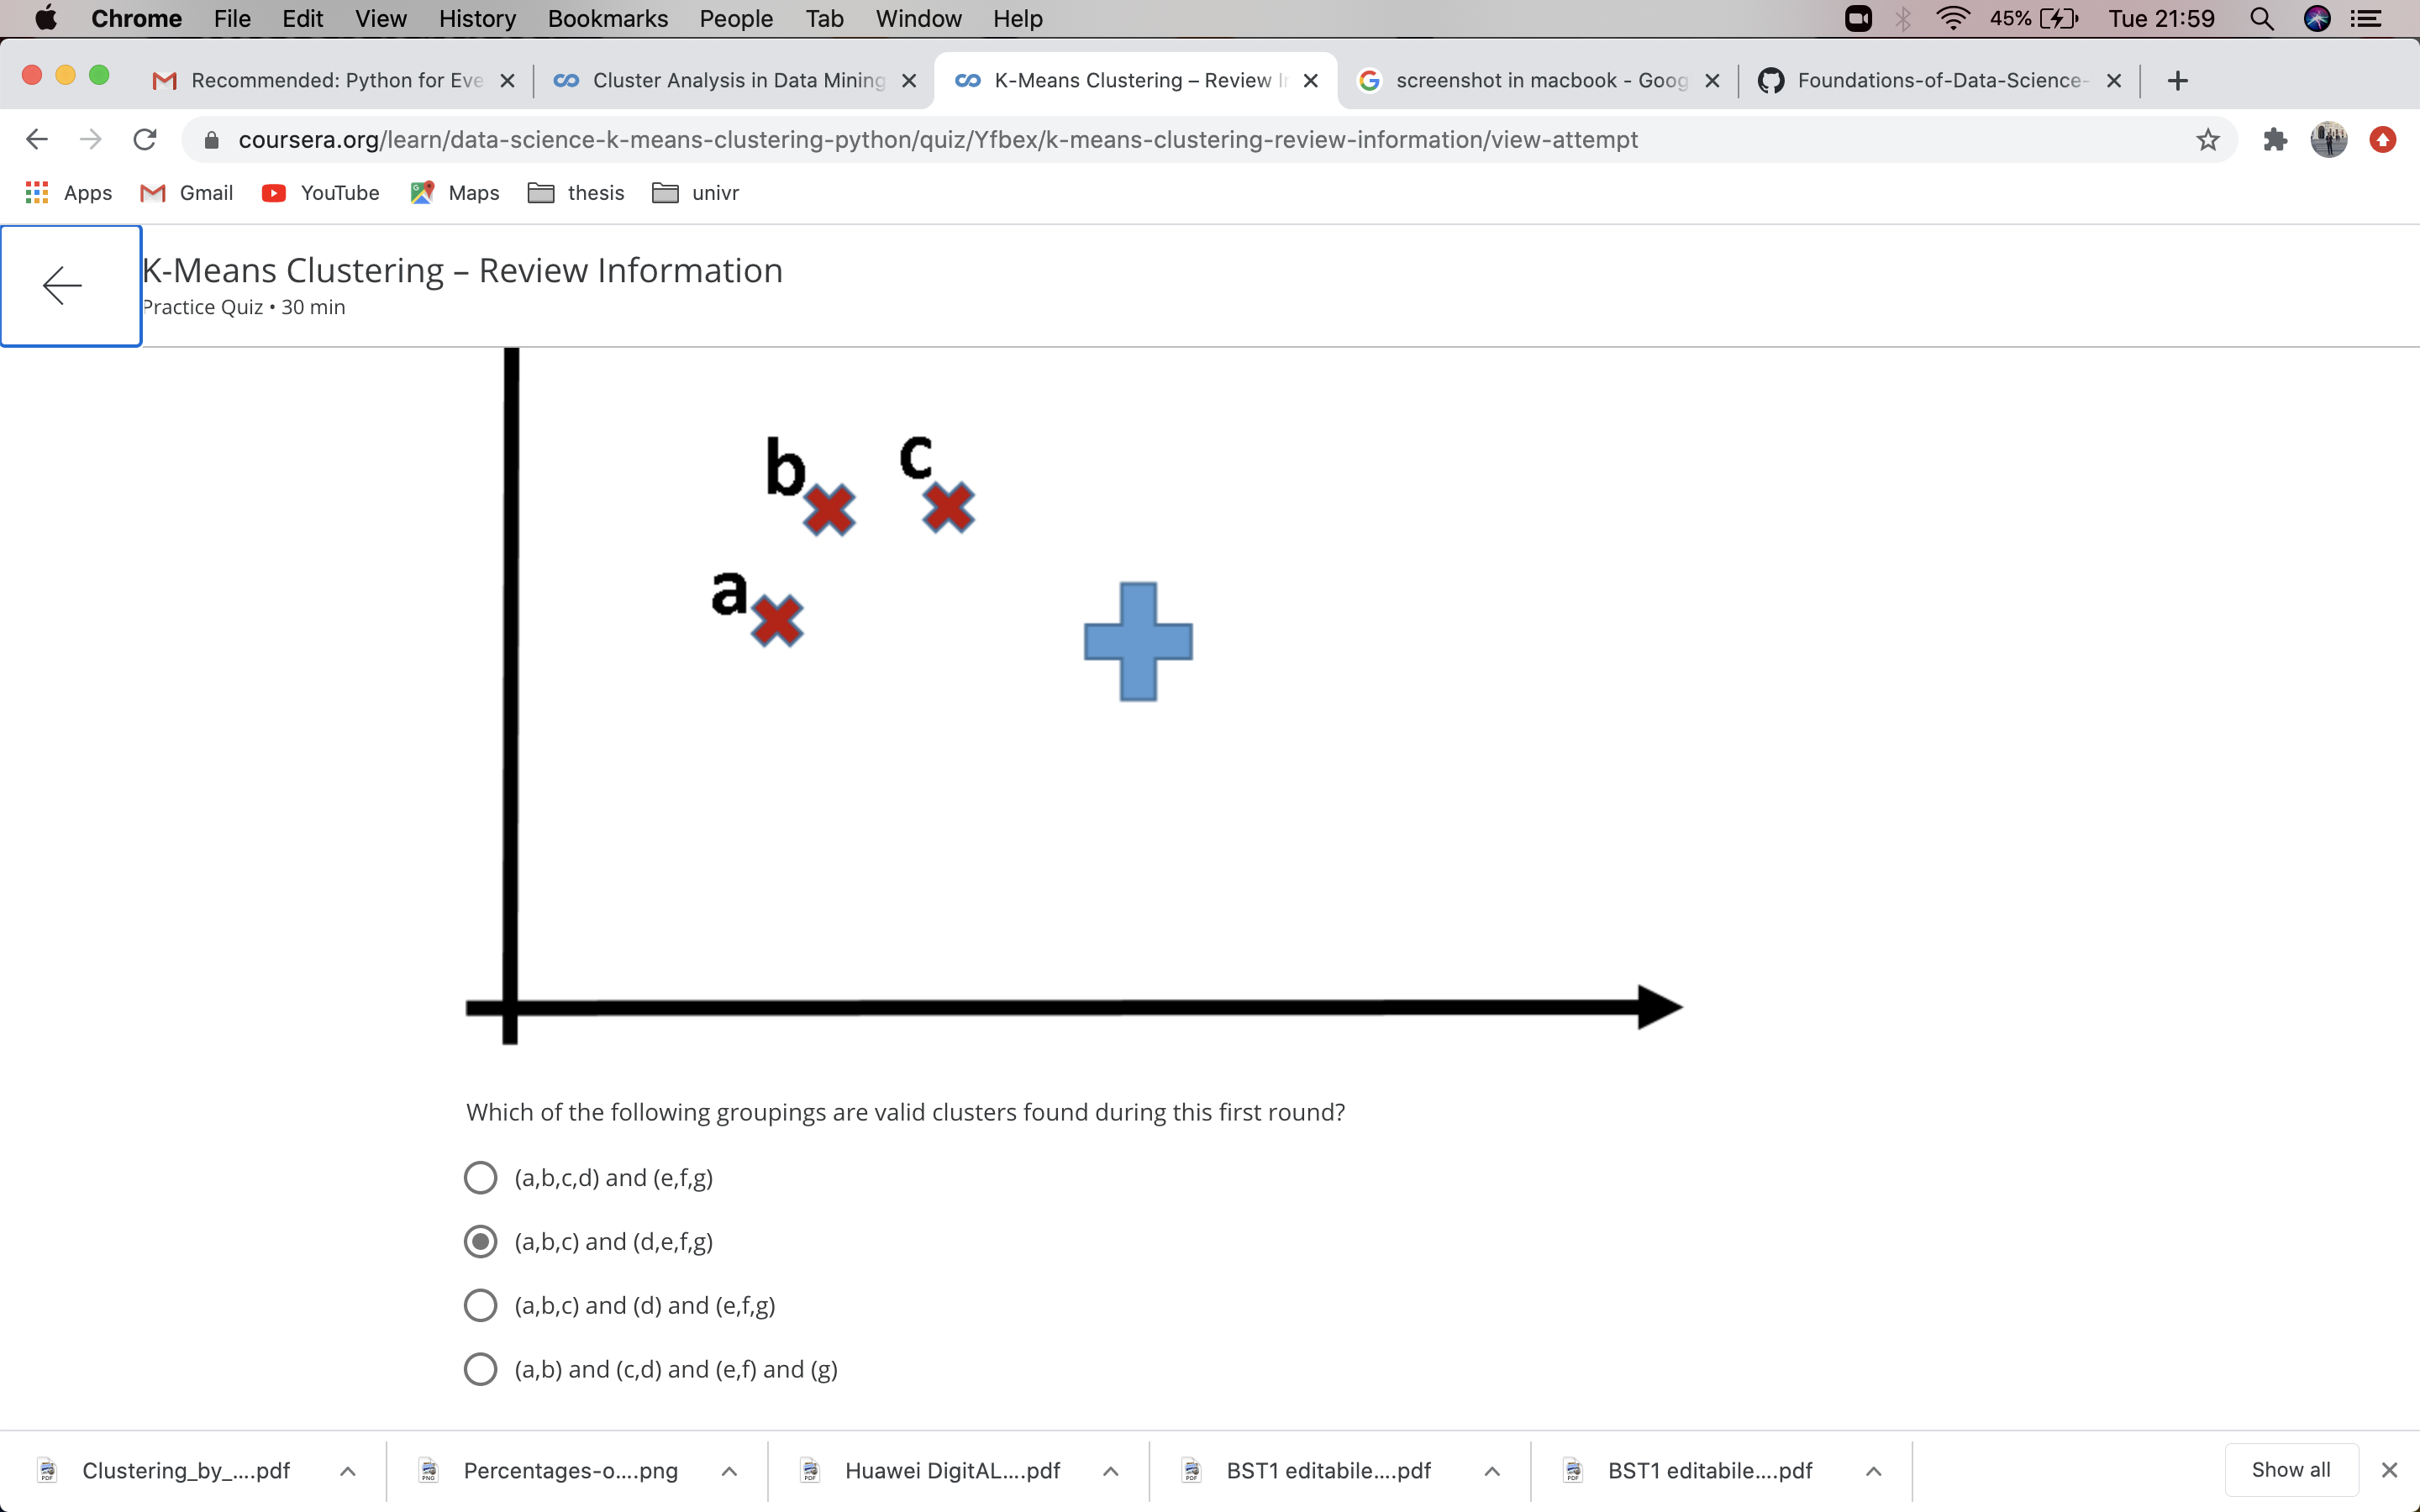 Chrome File Edit View History Bookmarks People Tab Window Help 45% Tue 21:59
Recommended: Python for Eve Cluster Analysis in Data Mining K-Means Clustering – Review Ir screenshot in macbook - Goog Foundations-of-Data-Science-
coursera.org/learn/data-science-k-means-clustering-python/quiz/Yfbex/k-means-clustering-review-information/view-attempt
Apps Gmail YouTube Maps thesis univr
K-Means Clustering – Review Information
Practice Quiz • 30 min
b c
a
Which of the following groupings are valid clusters found during this first round?
(a,b,c,d) and (e,f,g)
(a,b,c) and (d,e,f,g)
(a,b,c) and (d) and (e,f,g)
(a,b) and (c,d) and (e,f) and (g)
Clustering_by_....pdf Percentages-o....png Huawei DigitAL....pdf BST1 editabile....pdf BST1 editabile....pdf Show all